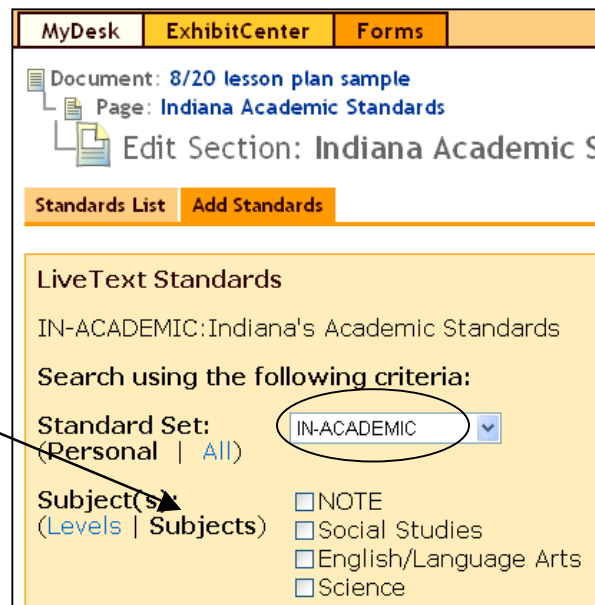 MyDesk ExhibitCenter Forms
Document: 8/20 lesson plan sample
Page: Indiana Academic Standards
Edit Section: Indiana Academic S
Standards List Add Standards
LiveText Standards
IN-ACADEMIC:Indiana's Academic Standards
Search using the following criteria:
Standard Set: IN-ACADEMIC
(Personal | All)
Subject(s): NOTE
(Levels | Subjects) Social Studies
English/Language Arts
Science